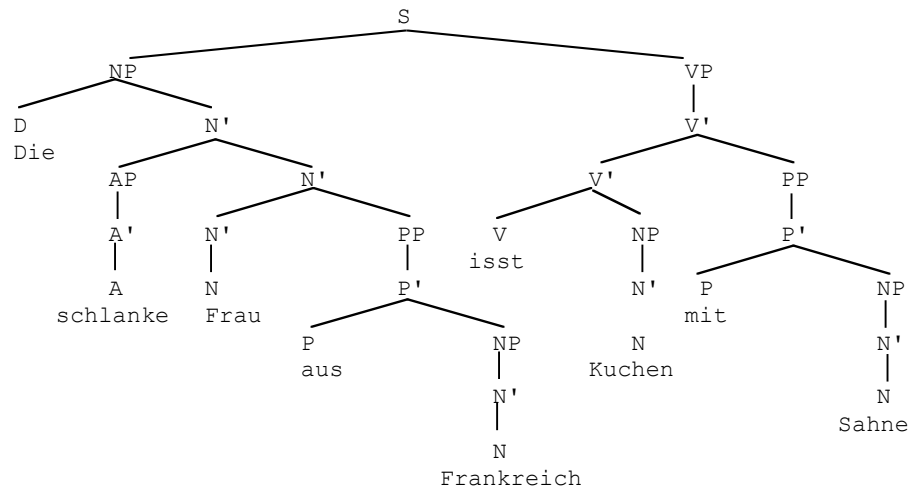 S
NP VP
D N' V'
Die
AP N' V' PP
A' N' PP V NP P'
isst
A N P' N' P NP
schlanke Frau mit
P NP N N'
aus Kuchen
N' N
Sahne
N
Frankreich